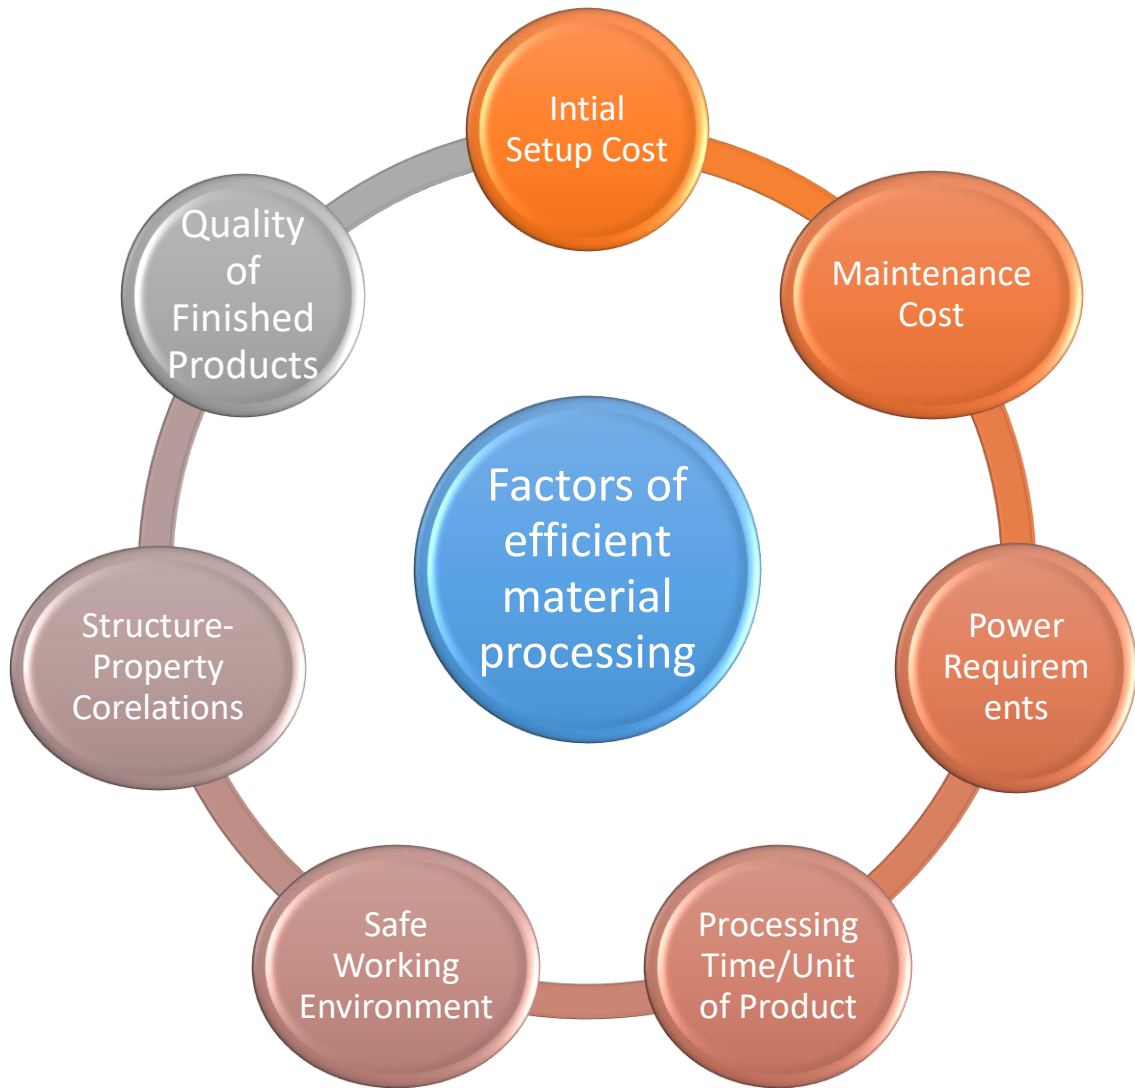 Intial
Setup Cost
Maintenance
Cost
Power
Requirem
ents
Processing
Time/Unit
of Product
Safe
Working
Environment
Structure-
Property
Corelations
Quality
of
Finished
Products
Factors of
efficient
material
processing